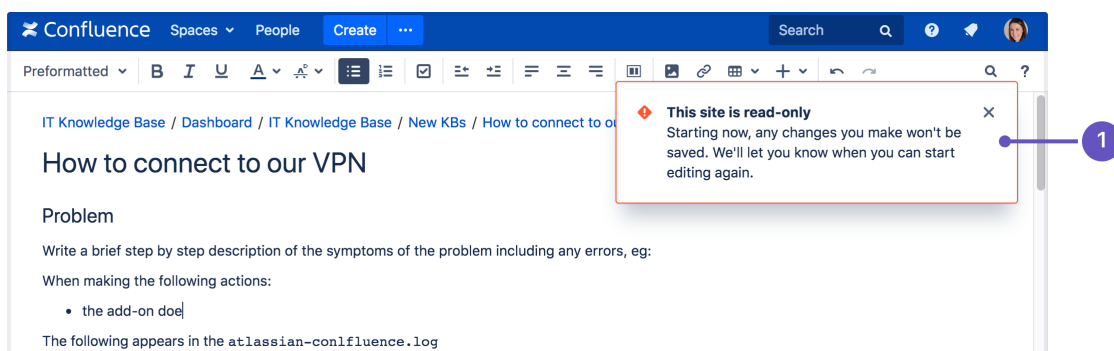 Confluence Spaces People Create ··· Search ?
Preformatted B I U A A ?
IT Knowledge Base / Dashboard / IT Knowledge Base / New KBs / How to connect to
This site is read-only
Starting now, any changes you make won't be
saved. We'll let you know when you can start
editing again.
1
How to connect to our VPN
Problem
Write a brief step by step description of the symptoms of the problem including any errors, eg:
When making the following actions:
• the add-on doe
The following appears in the atlassian-conlfluence.log